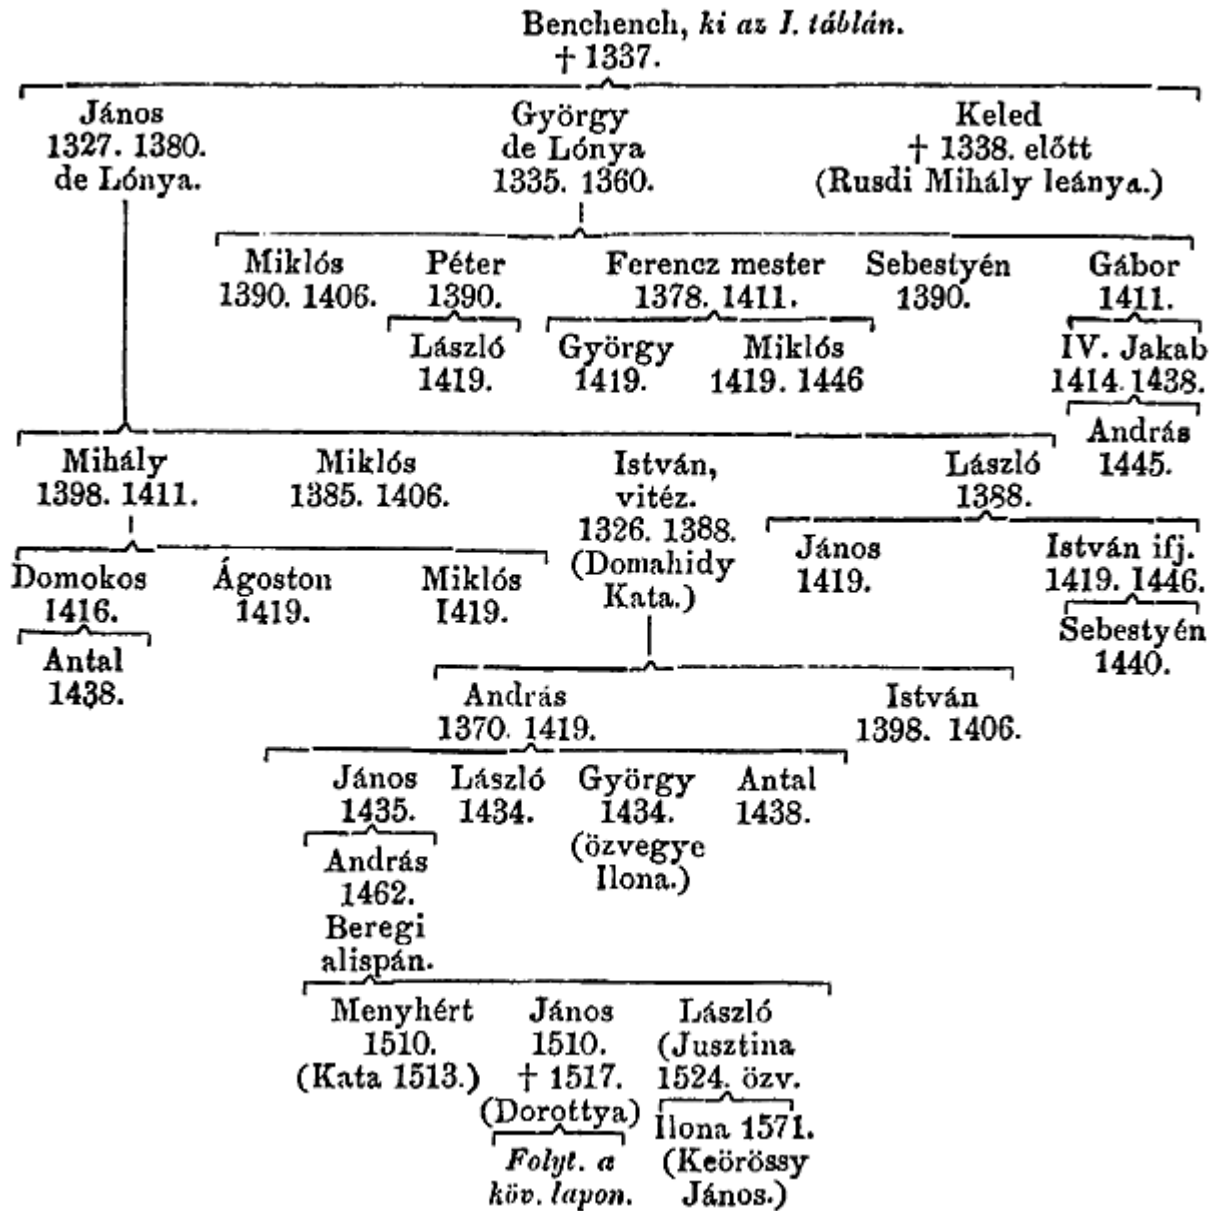 Benchench, ki az I. táblán.
† 1337.
János György Keled
1327. 1380. de Lónya † 1338. előtt
de Lónya. 1335. 1360. (Rusdi Mihály leánya.)
Miklós Péter Ferencz mester Sebestyén Gábor
1390. 1406. 1390. 1378. 1411. 1390. 1411.
László György Miklós IV. Jakab
1419. 1419. 1419. 1446 1414. 1438.
András
1445.
Mihály Miklós István, László
1398. 1411. 1385. 1406. vitéz. 1388.
1326. 1388.
(Domahidy
Kata.)
János István ifj.
1419. 1419. 1446.
Sebestyén
1440.
Domokos Ágoston Miklós
1416. 1419. 1419.
Antal
1438.
András István
1370. 1419. 1398. 1406.
János László György Antal
1435. 1434. 1434. 1438.
(özvegye
Ilona.)
András
1462.
Beregi
alispán.
Menyhért János László
1510. 1510. (Jusztina
(Kata 1513.) † 1517. 1524. özv.
(Dorottya) Ilona 1571.
Folyt. a (Keörössy
köv. lapon. János.)